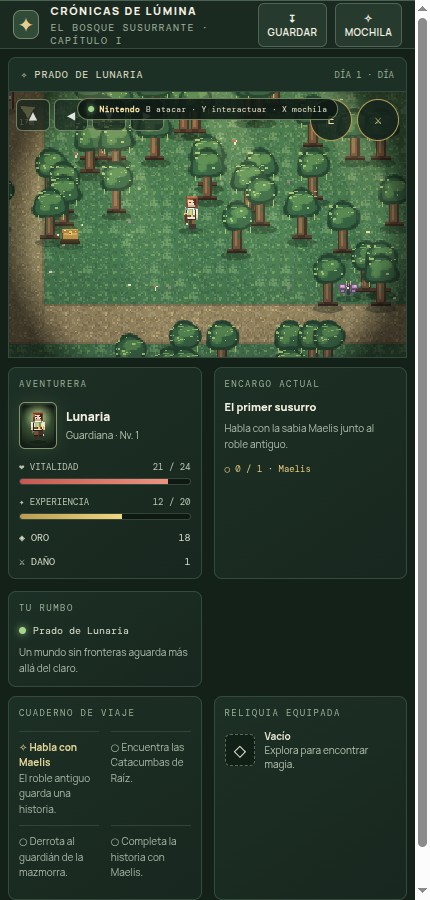 CRÓNICAS DE LÚMINA
EL BOSQUE SUSURRANTE ·
CAPÍTULO I
GUARDAR
MOCHILA
PRADO DE LUNARIA
DÍA 1 · DÍA
Nintendo B atacar · Y interactuar · X mochila
E
AVENTURERA
Lunaria
Guardiana · Nv. 1
VITALIDAD 21 / 24
EXPERIENCIA 12 / 20
ORO 18
DAÑO 1
ENCARGO ACTUAL
El primer susurro
Habla con la sabia Maelis junto al
roble antiguo.
○ 0 / 1 · Maelis
TU RUMBO
Prado de Lunaria
Un mundo sin fronteras aguarda más
allá del claro.
CUADERNO DE VIAJE
✧ Habla con
Maelis
El roble antiguo
guarda una
historia.
○ Encuentra las
Catacumbas de
Raíz.
○ Derrota al
guardián de la
mazmorra.
○ Completa la
historia con
Maelis.
RELIQUIA EQUIPADA
Vacío
Explora para encontrar
magia.